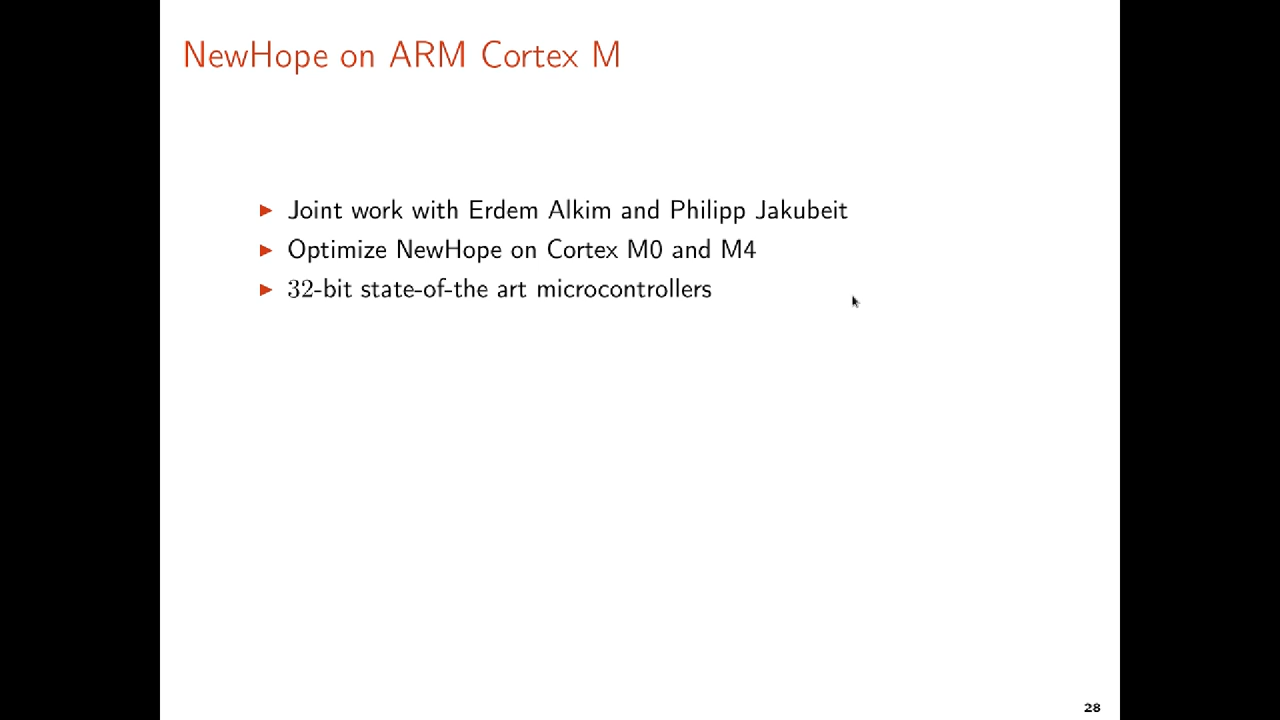 NewHope on ARM Cortex M
▶ Joint work with Erdem Alkim and Philipp Jakubeit
▶ Optimize NewHope on Cortex M0 and M4
▶ 32-bit state-of-the art microcontrollers
28